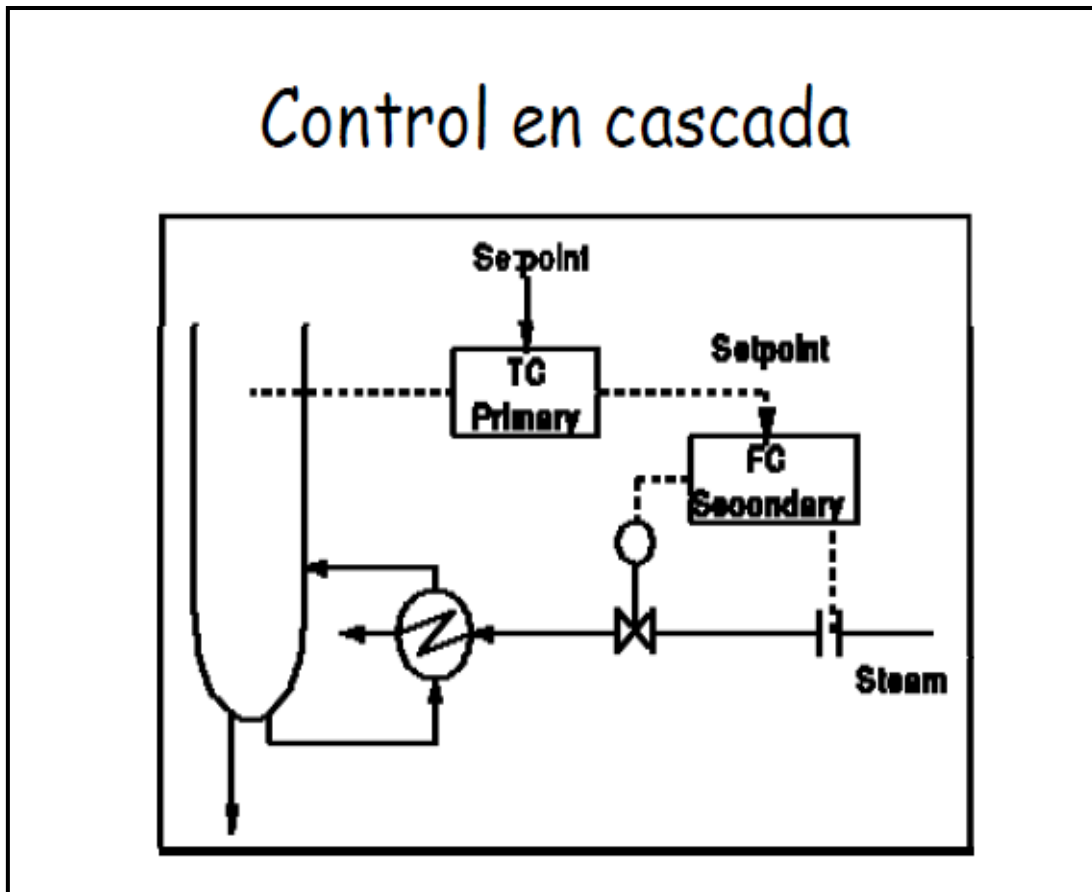 Control en cascada
Setpoint
TC
Primary
Setpoint
FC
Secondary
Steam